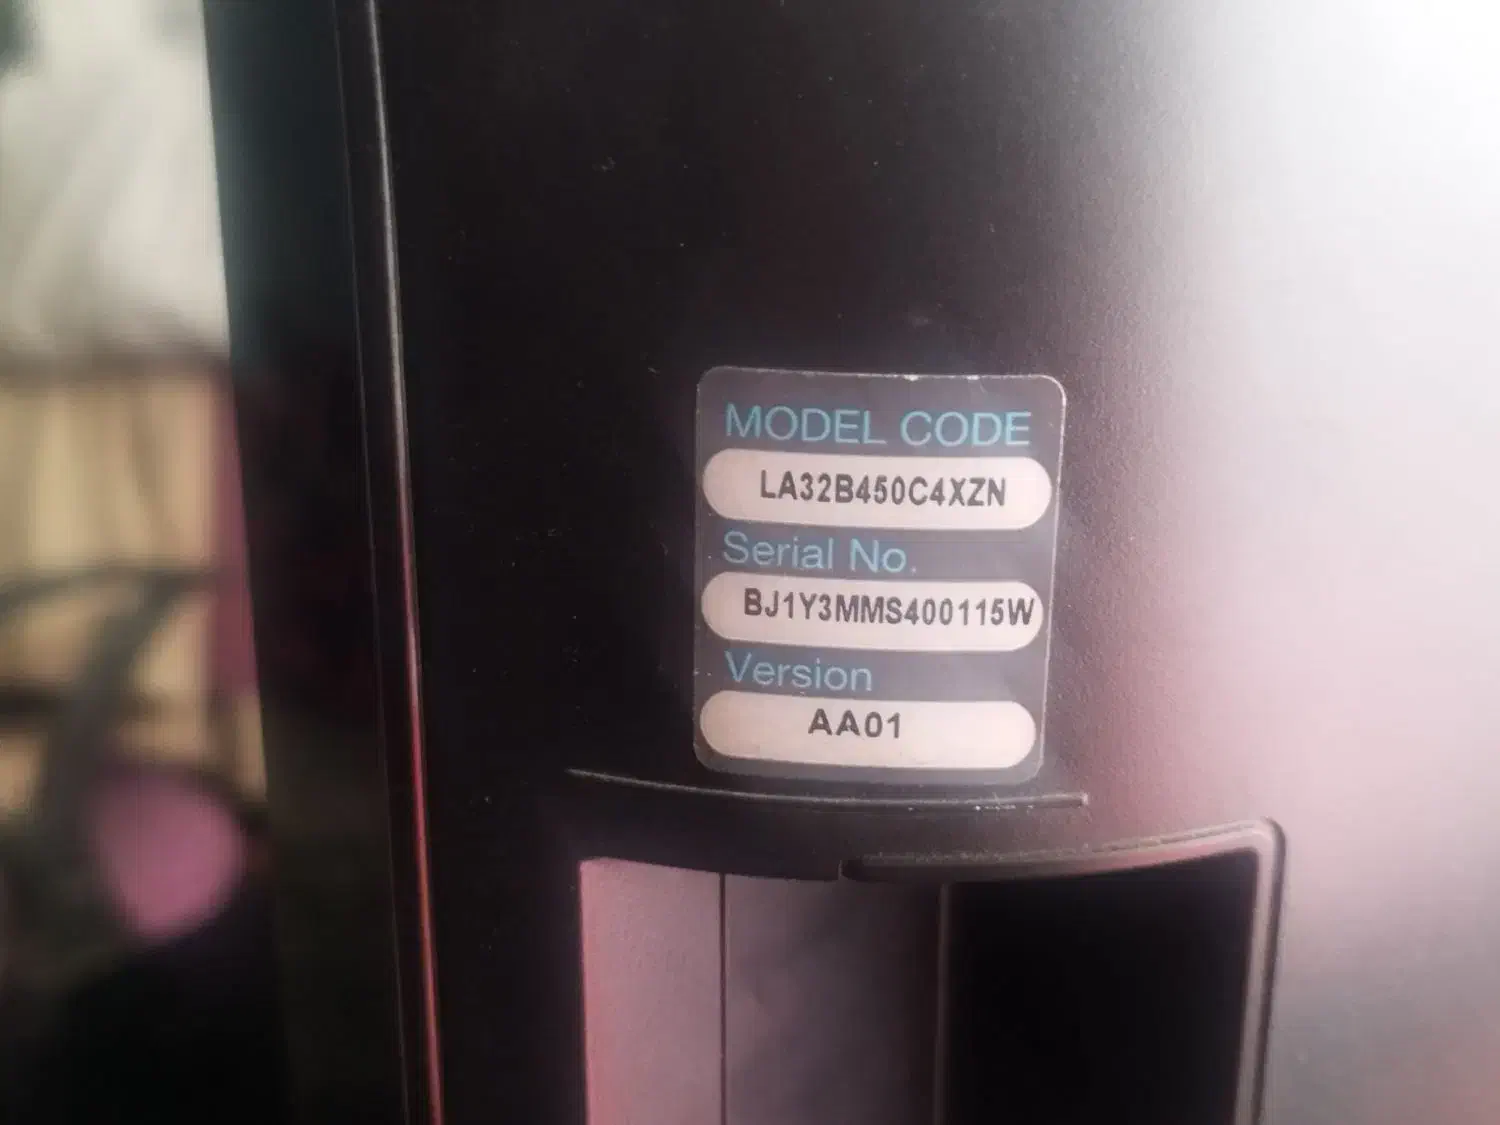 MODEL CODE
LA32B450C4XZN
Serial No.
BJ1Y3MMS400115W
Version
AA01